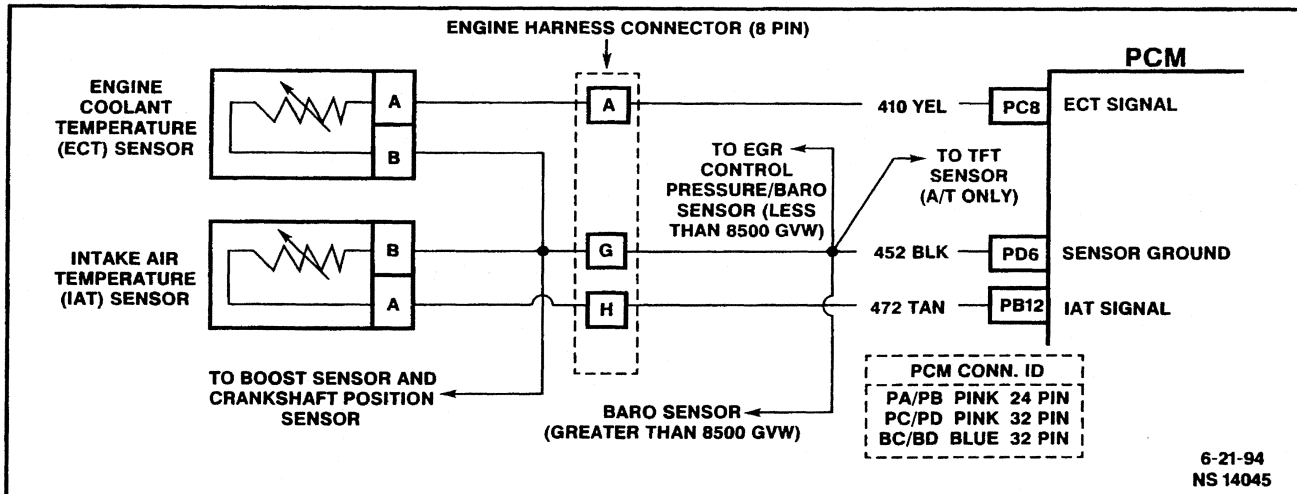 ENGINE HARNESS CONNECTOR (8 PIN)
PCM
ENGINE
COOLANT
TEMPERATURE
(ECT) SENSOR
A
B
A
410 YEL
PC8
ECT SIGNAL
TO EGR
CONTROL
PRESSURE/BARO
SENSOR (LESS
THAN 8500 GVW)
TO TFT
SENSOR
(A/T ONLY)
INTAKE AIR
TEMPERATURE
(IAT) SENSOR
B
A
G
H
452 BLK
PD6
SENSOR GROUND
472 TAN
PB12
IAT SIGNAL
TO BOOST SENSOR AND
CRANKSHAFT POSITION
SENSOR
BARO SENSOR
(GREATER THAN 8500 GVW)
PCM CONN. ID
PA/PB PINK 24 PIN
PC/PD PINK 32 PIN
BC/BD BLUE 32 PIN
6-21-94
NS 14045